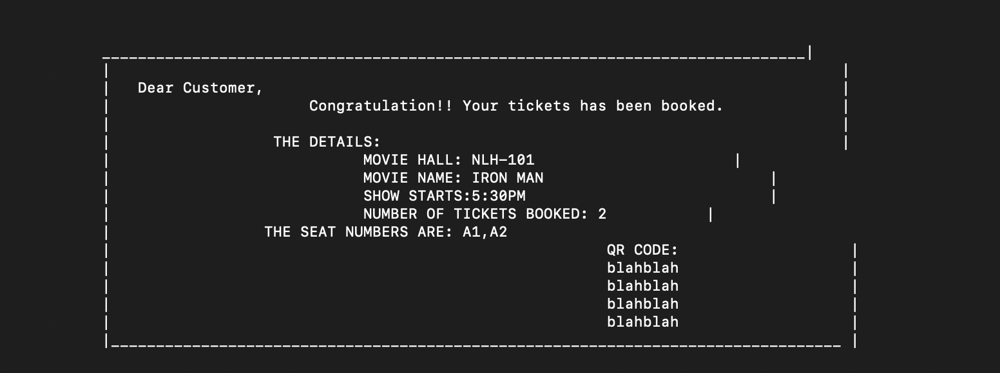 Dear Customer,
Congratulation!! Your tickets has been booked.
THE DETAILS:
MOVIE HALL: NLH-101
MOVIE NAME: IRON MAN
SHOW STARTS:5:30PM
NUMBER OF TICKETS BOOKED: 2
THE SEAT NUMBERS ARE: A1,A2
QR CODE:
blahblah
blahblah
blahblah
blahblah